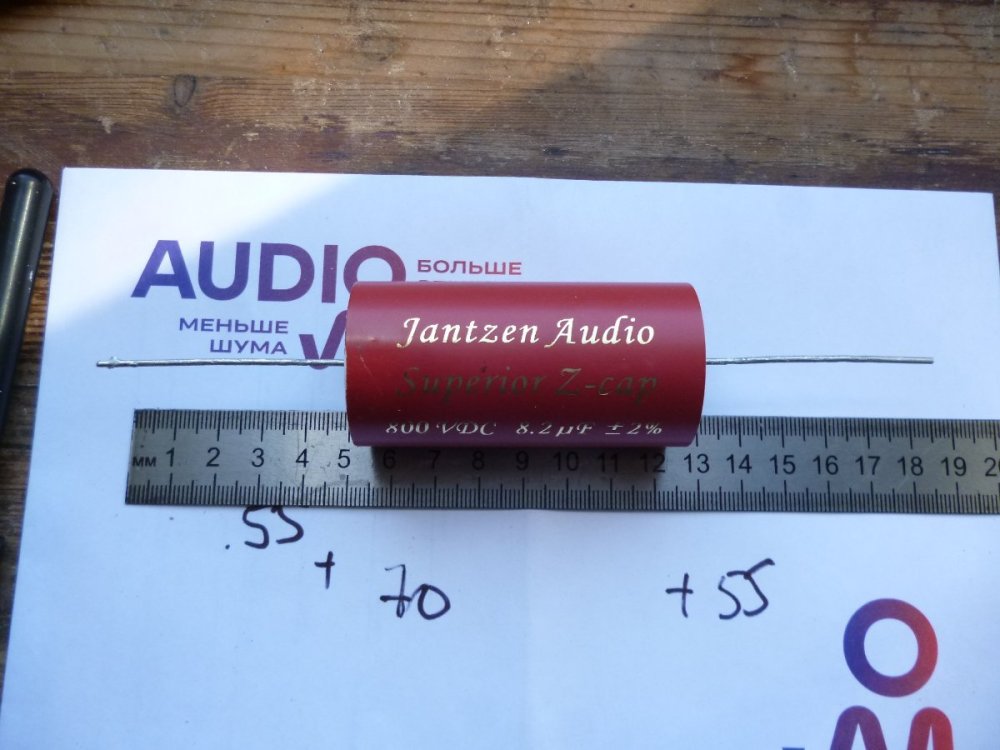 AUDIO
БОЛЬШЕ
МЕНЬШЕ
ШУМА
Jantzen Audio
Superior Z-cap
800 VDC 8.2 µF ±2%
мм 1 2 3 4 5 6 7 8 9 10 11 12 13 14 15 16 17 18 19 20
.55 + 70 + 55